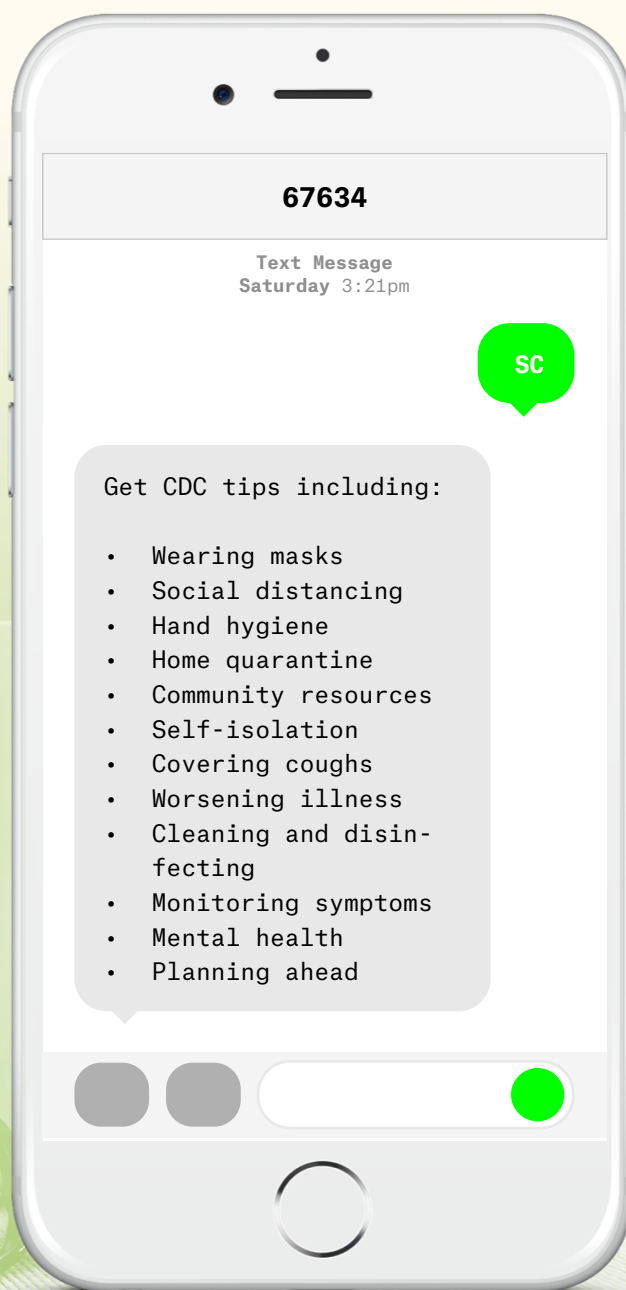 67634
Text Message
Saturday 3:21pm
SC
Get CDC tips including:
• Wearing masks
• Social distancing
• Hand hygiene
• Home quarantine
• Community resources
• Self-isolation
• Covering coughs
• Worsening illness
• Cleaning and disin-
fecting
• Monitoring symptoms
• Mental health
• Planning ahead